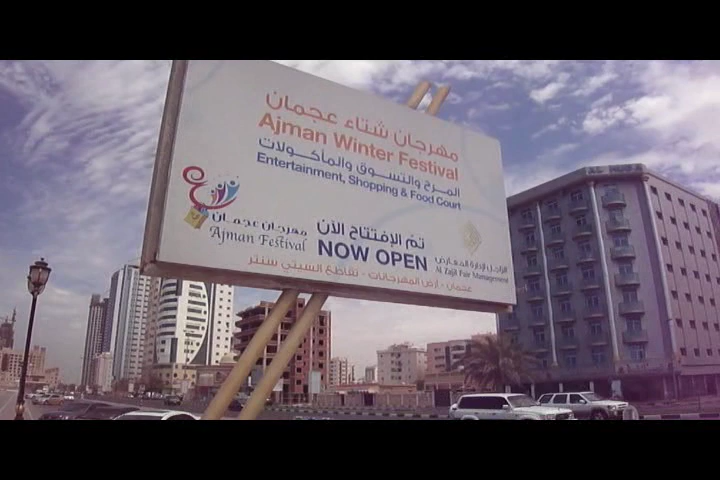 مهرجان شتاء عجمان
Ajman Winter Festival
المرح والتسوق والمأكولات
Entertainment, Shopping & Food Court
مهرجان عجمان
Ajman Festival
تم الإفتتاح الآن
NOW OPEN
الزاجل لإدارة المعارض
Al Zajil Fair Management
عجمان - أرض المهرجانات - تقاطع السيتي سنتر